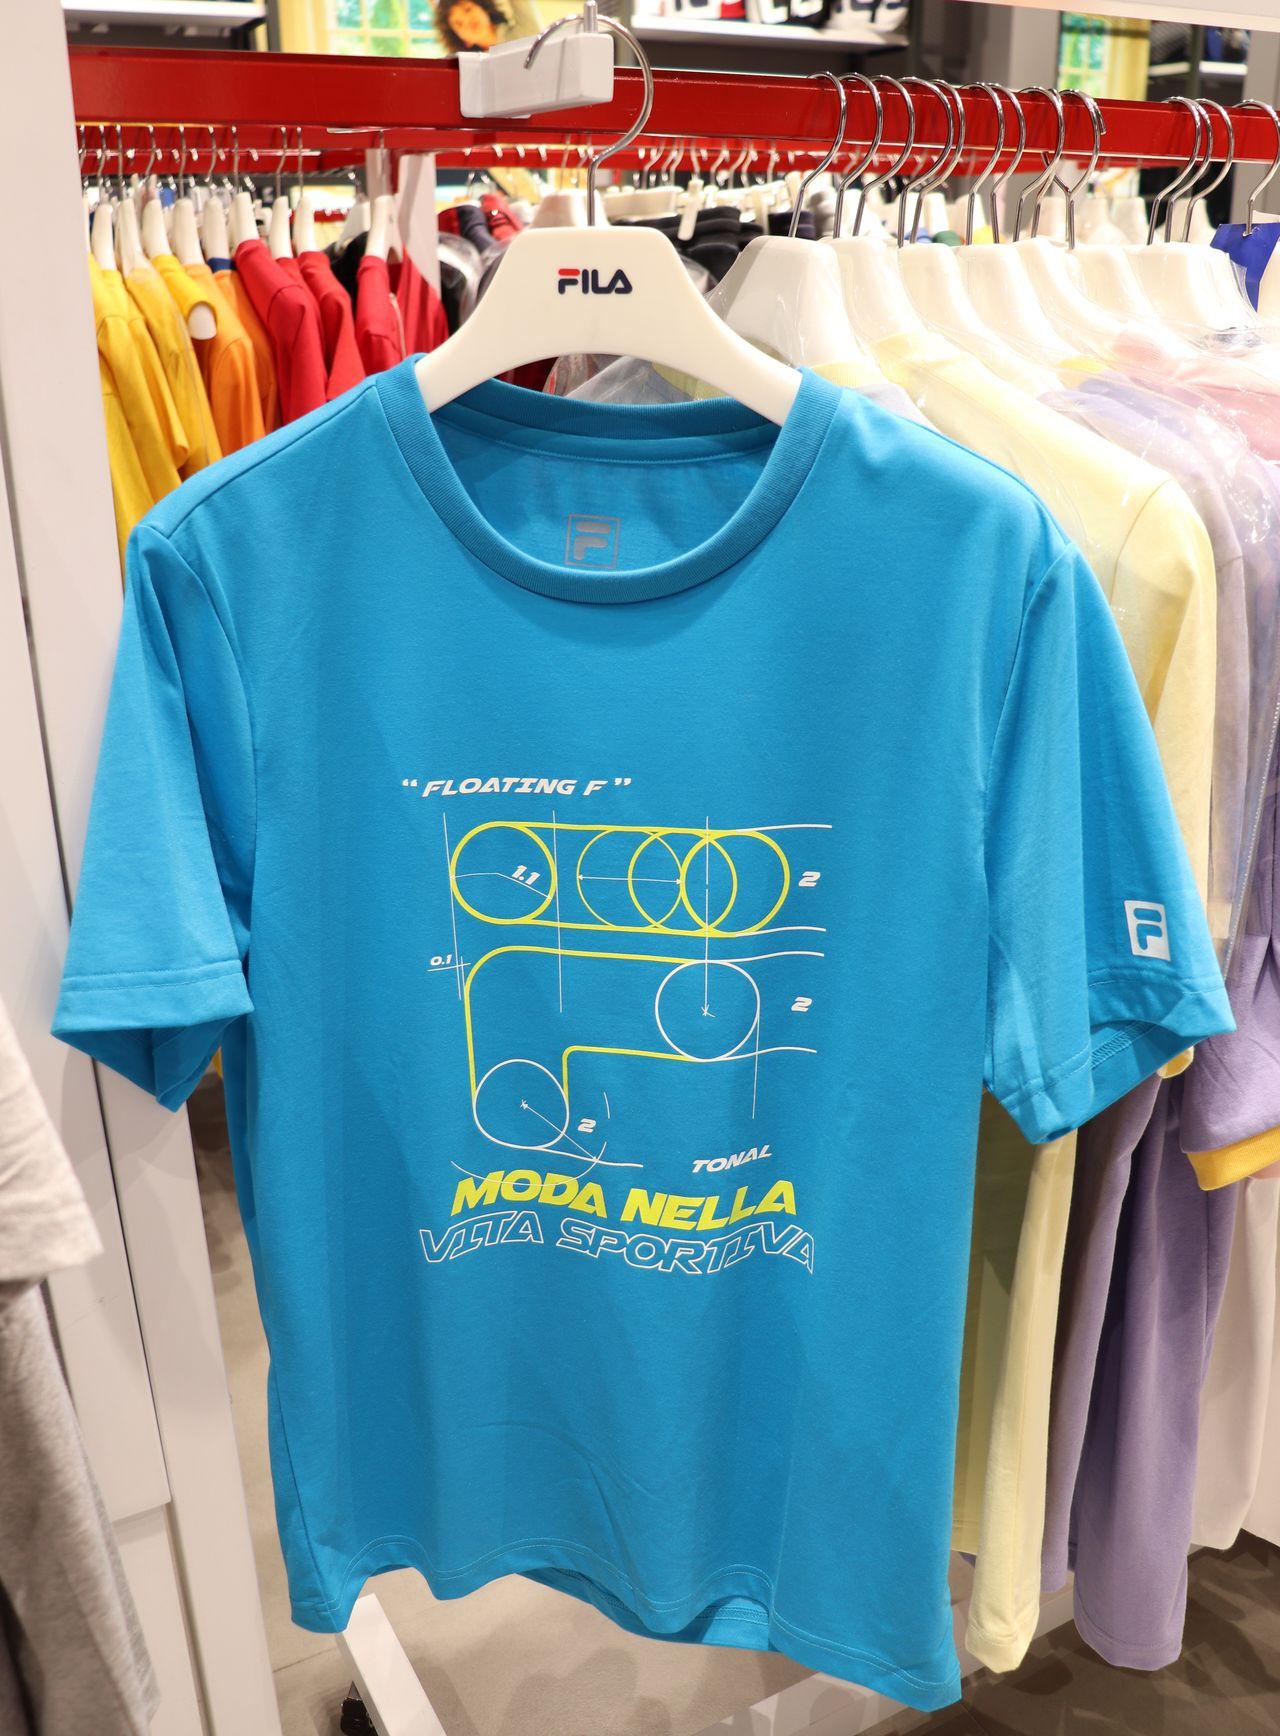 FILA
“ FLOATING F ”
1.1
2
0.1
2
2
TONAL
MODA NELLA
VITA SPORTIVA